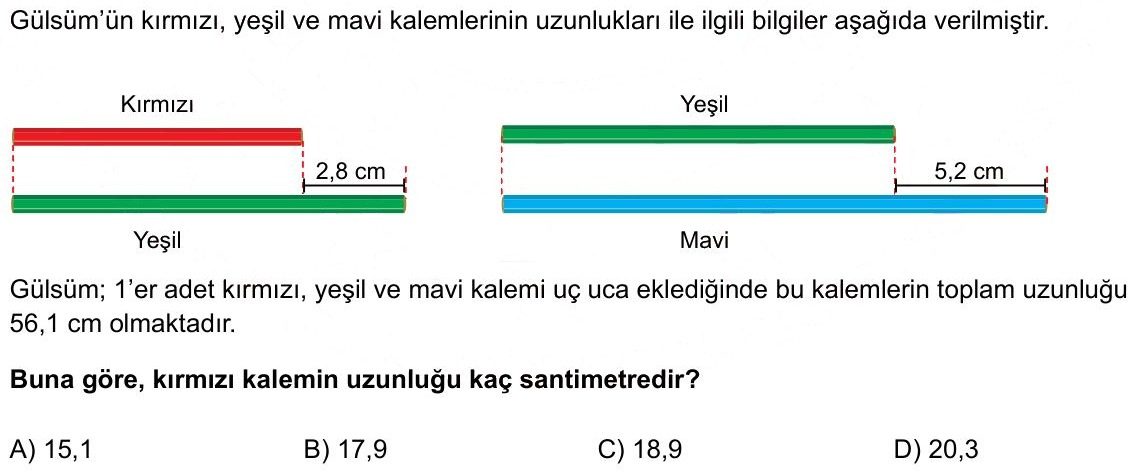 Gülsüm'ün kırmızı, yeşil ve mavi kalemlerinin uzunlukları ile ilgili bilgiler aşağıda verilmiştir.
Kırmızı
2,8 cm
Yeşil
Yeşil
5,2 cm
Mavi
Gülsüm; 1'er adet kırmızı, yeşil ve mavi kalemi uç uca eklediğinde bu kalemlerin toplam uzunluğu
56,1 cm olmaktadır.
Buna göre, kırmızı kalemin uzunluğu kaç santimetredir?
A) 15,1 B) 17,9 C) 18,9 D) 20,3